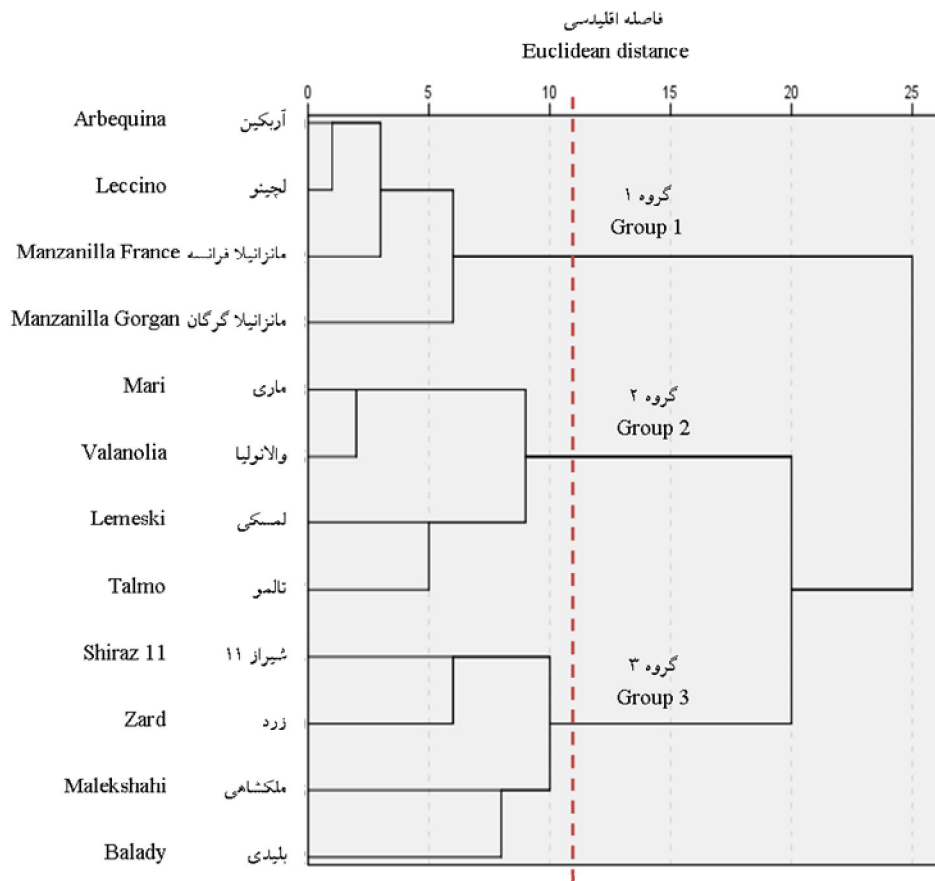 فاصله اقلیدسی
Euclidean distance
0 5 10 15 20 25
Arbequina آربکین
Leccino لچینو
Manzanilla France مانزانیلا فرانسه
Manzanilla Gorgan مانزانیلا گرگان
Mari ماری
Valanolia والانولیا
Lemeski لمسکی
Talmo تالمو
Shiraz 11 شیراز ۱۱
Zard زرد
Malekshahi ملکشاهی
Balady بلیدی
گروه ۱
Group 1
گروه ۲
Group 2
گروه ۳
Group 3